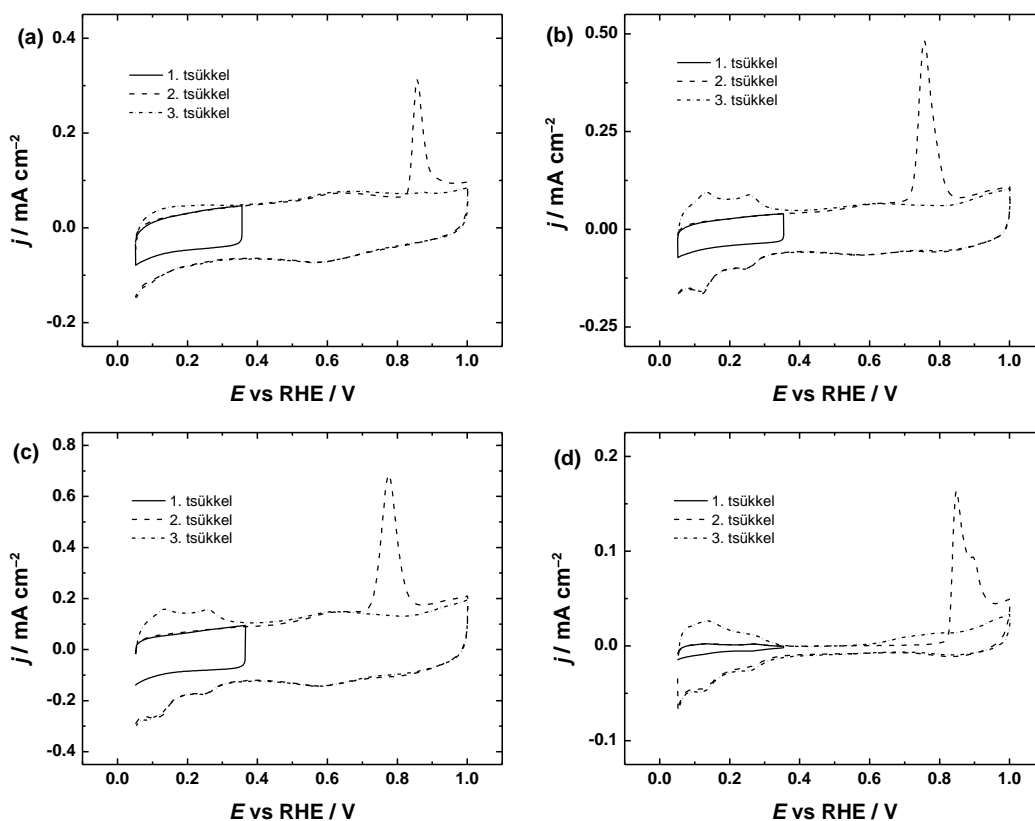 (a)
1. tsükkel
2. tsükkel
3. tsükkel
0.4
0.2
0.0
-0.2
j / mA cm⁻²
0.0 0.2 0.4 0.6 0.8 1.0
E vs RHE / V
(b)
1. tsükkel
2. tsükkel
3. tsükkel
0.50
0.25
0.00
-0.25
j / mA cm⁻²
0.0 0.2 0.4 0.6 0.8 1.0
E vs RHE / V
(c)
1. tsükkel
2. tsükkel
3. tsükkel
0.8
0.6
0.4
0.2
0.0
-0.2
-0.4
j / mA cm⁻²
0.0 0.2 0.4 0.6 0.8 1.0
E vs RHE / V
(d)
1. tsükkel
2. tsükkel
3. tsükkel
0.2
0.1
0.0
-0.1
j / mA cm⁻²
0.0 0.2 0.4 0.6 0.8 1.0
E vs RHE / V